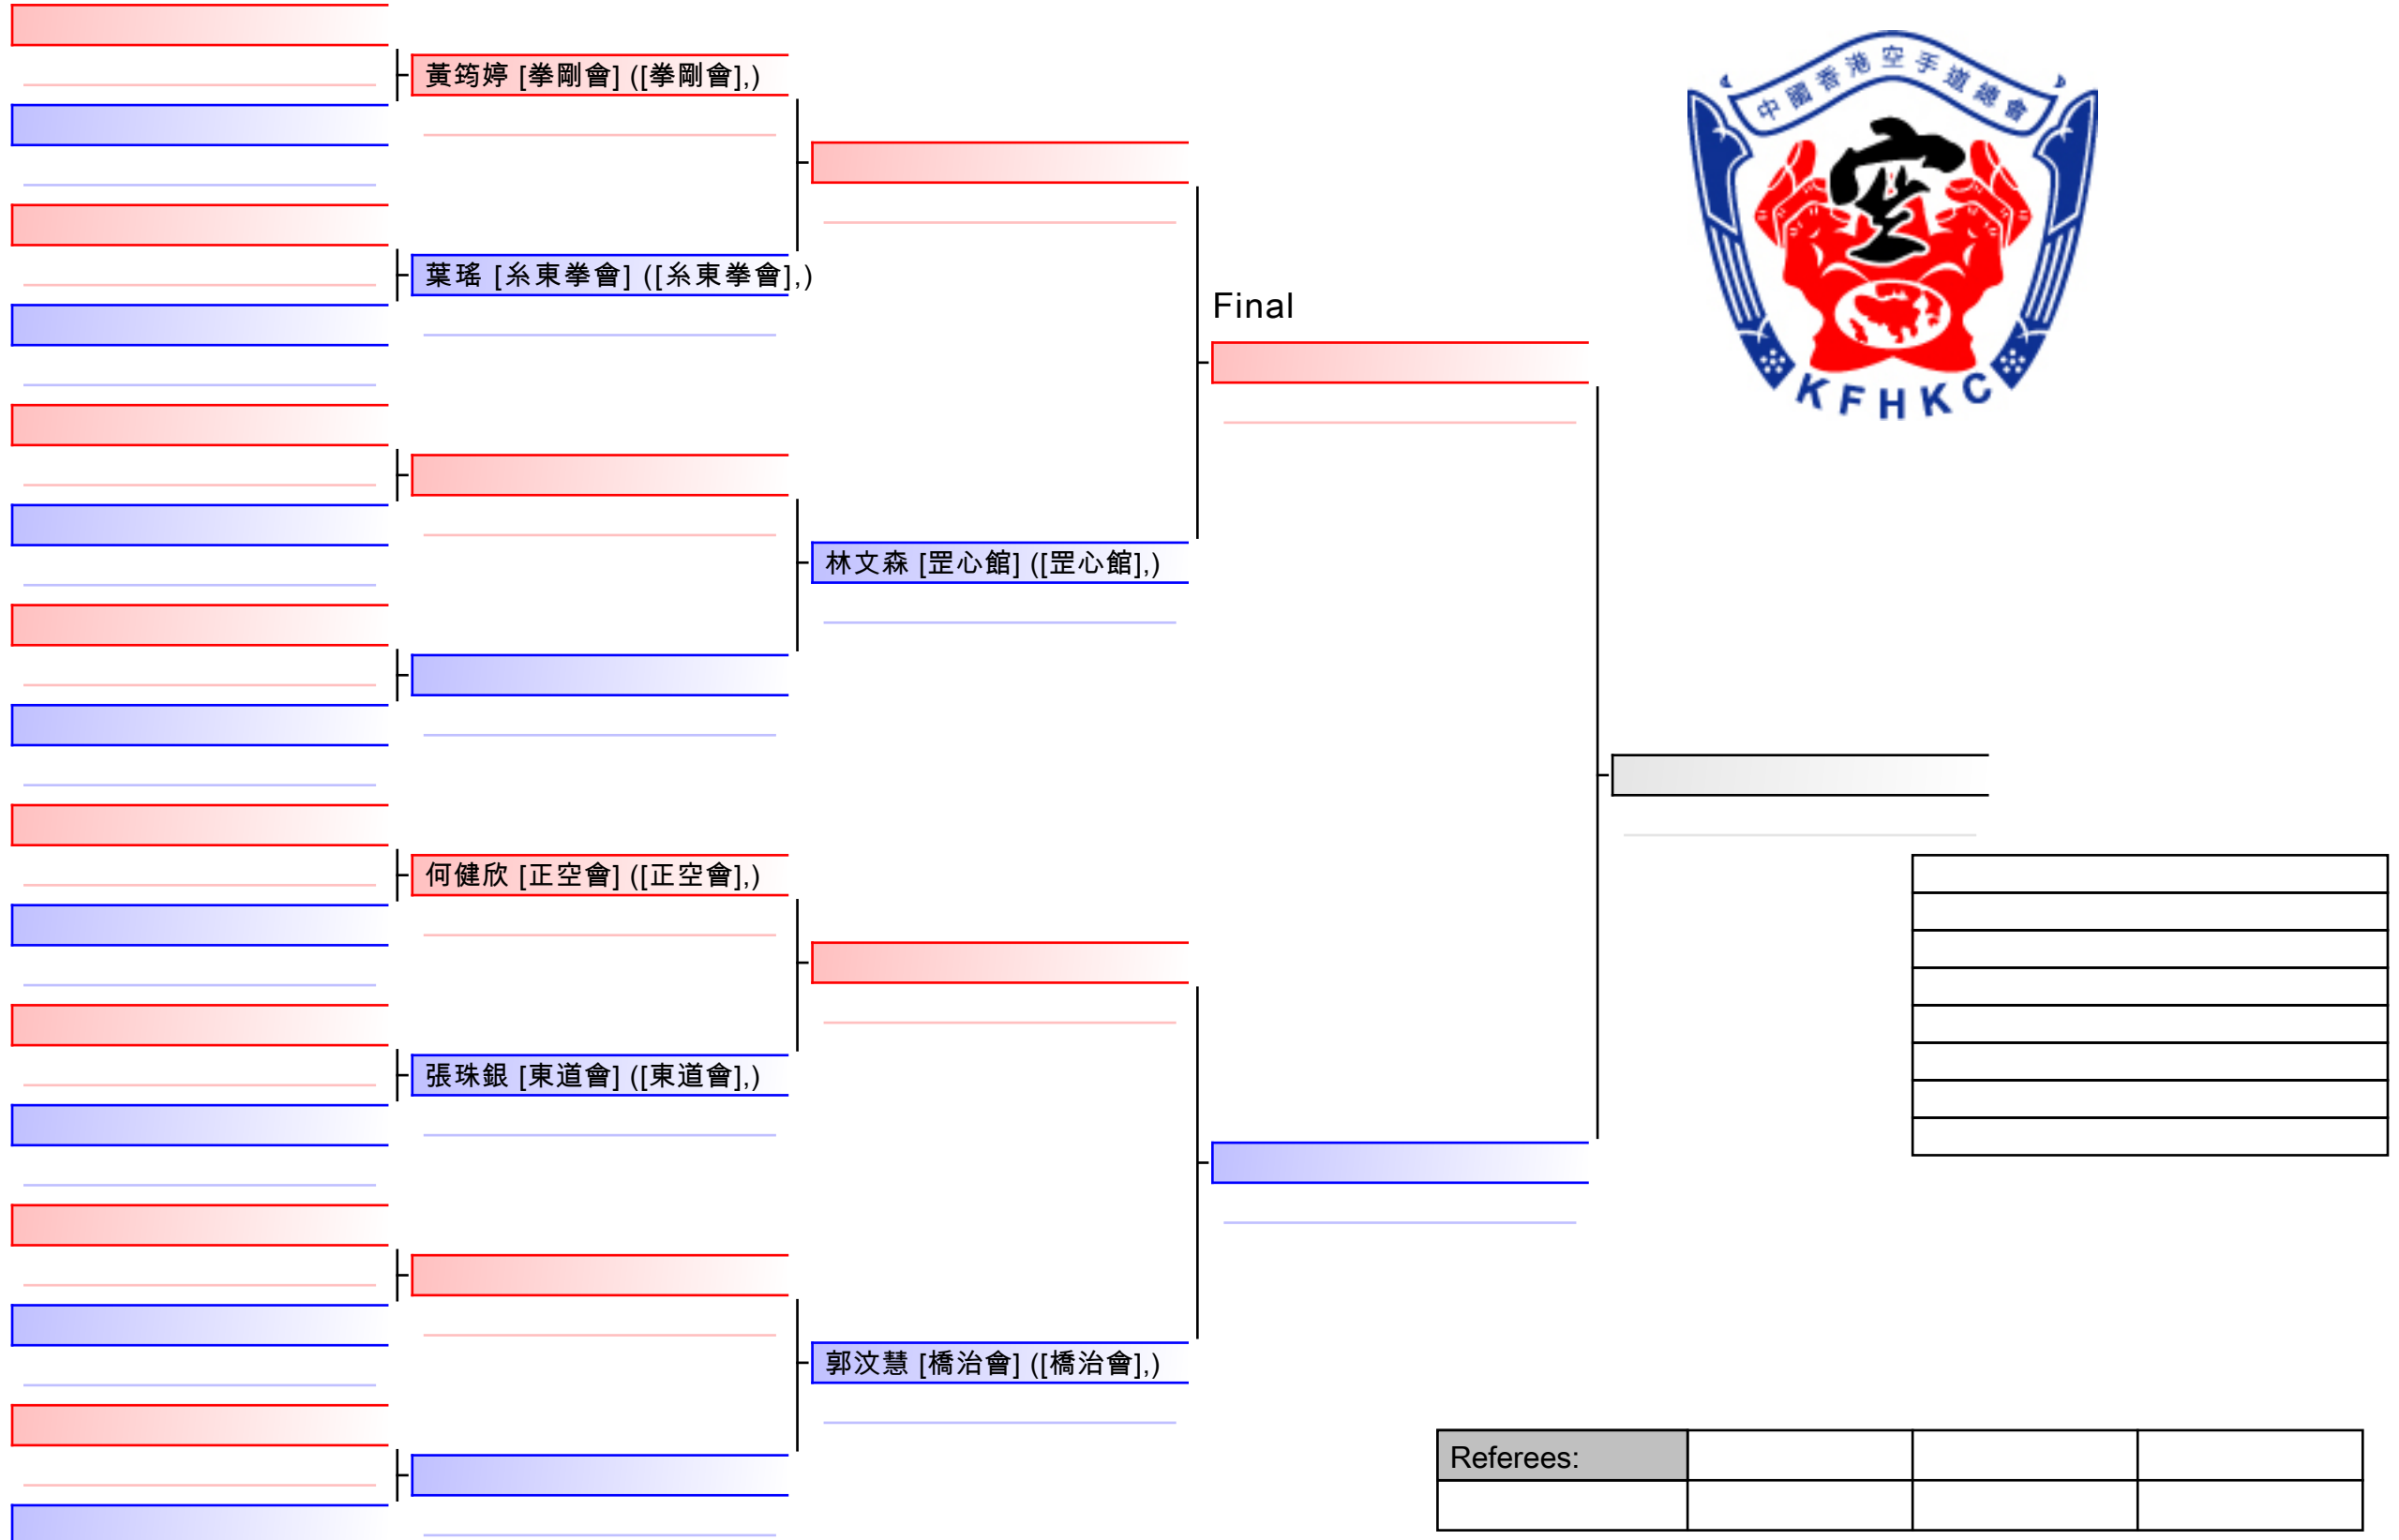 中國香港空手道總會
空
KFHKC
黃筠婷 [拳剛會] ([拳剛會],)
葉瑤 [糸東拳會] ([糸東拳會],)
Final
林文森 [罡心館] ([罡心館],)
何健欣 [正空會] ([正空會],)
張珠銀 [東道會] ([東道會],)
郭汶慧 [橋治會] ([橋治會],)
Referees: